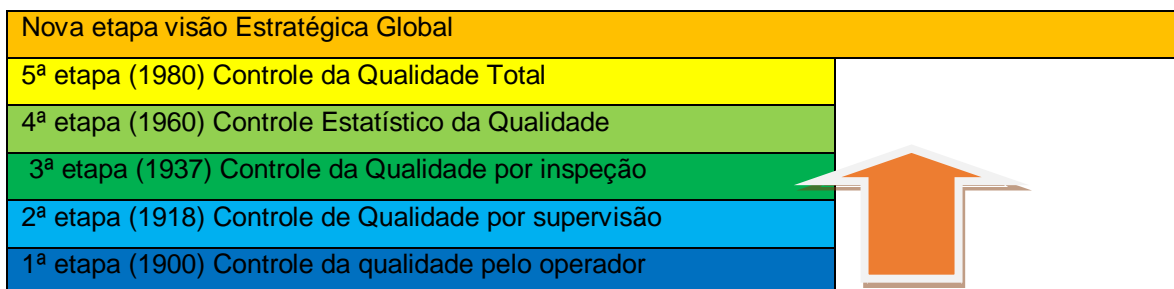 Nova etapa visão Estratégica Global
5ª etapa (1980) Controle da Qualidade Total
4ª etapa (1960) Controle Estatístico da Qualidade
3ª etapa (1937) Controle da Qualidade por inspeção
2ª etapa (1918) Controle de Qualidade por supervisão
1ª etapa (1900) Controle da qualidade pelo operador